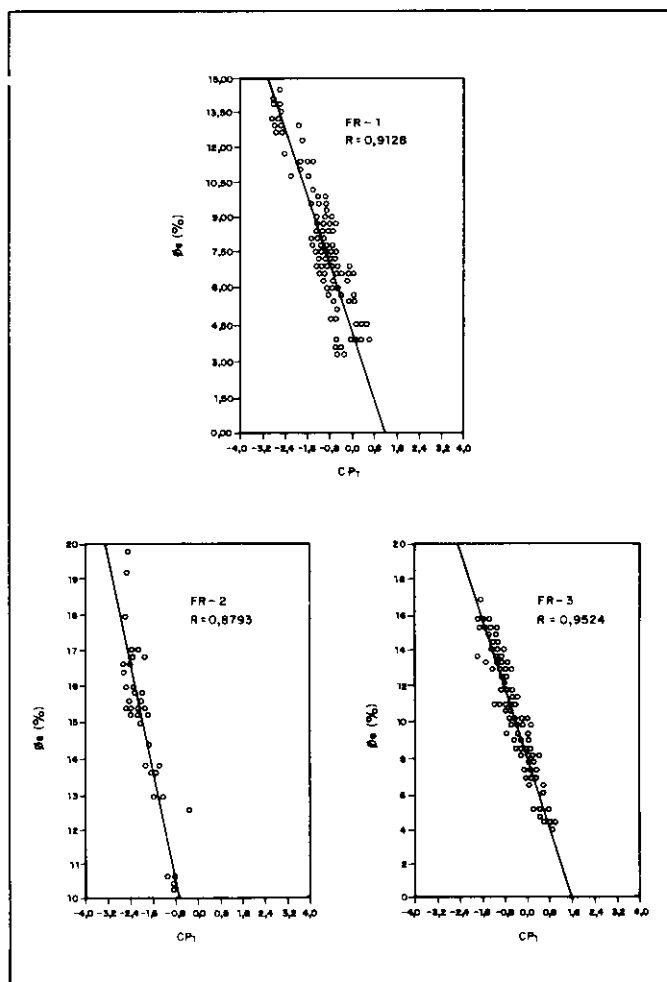 15,00
13,50
12,00
10,50
9,00
7,50
6,00
4,50
3,00
1,50
0,00
Øe (%)
FR-1
R=0,9128
-4,0 -3,2 -2,4 -1,6 -0,8 0,0 0,8 1,6 2,4 3,2 4,0
CP₁
20
19
18
17
16
15
14
13
12
11
10
Øe (%)
FR-2
R=0,8793
-4,0 -3,2 -2,4 -1,6 -0,8 0,0 0,8 1,6 2,4 3,2 4,0
CP₁
20
18
16
14
12
10
8
6
4
2
0
Øe (%)
FR-3
R=0,9524
-4,0 -3,2 -2,4 -1,6 -0,8 0,0 0,8 1,6 2,4 3,2 4,0
CP₁